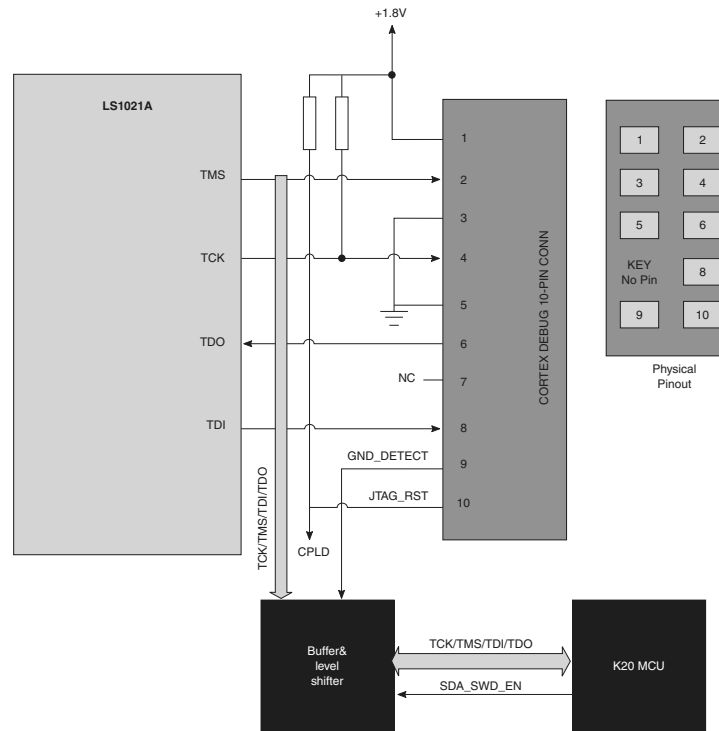 +1.8V
LS1021A
TMS
TCK
TDO
TDI
NC
GND_DETECT
JTAG_RST
CPLD
TCK/TMS/TDI/TDO
1
2
3
4
5
6
7
8
9
10
CORTEX DEBUG 10-PIN CONN
1
2
3
4
5
6
KEY
No Pin
8
9
10
Physical
Pinout
Buffer&
level
shifter
TCK/TMS/TDI/TDO
SDA_SWD_EN
K20 MCU